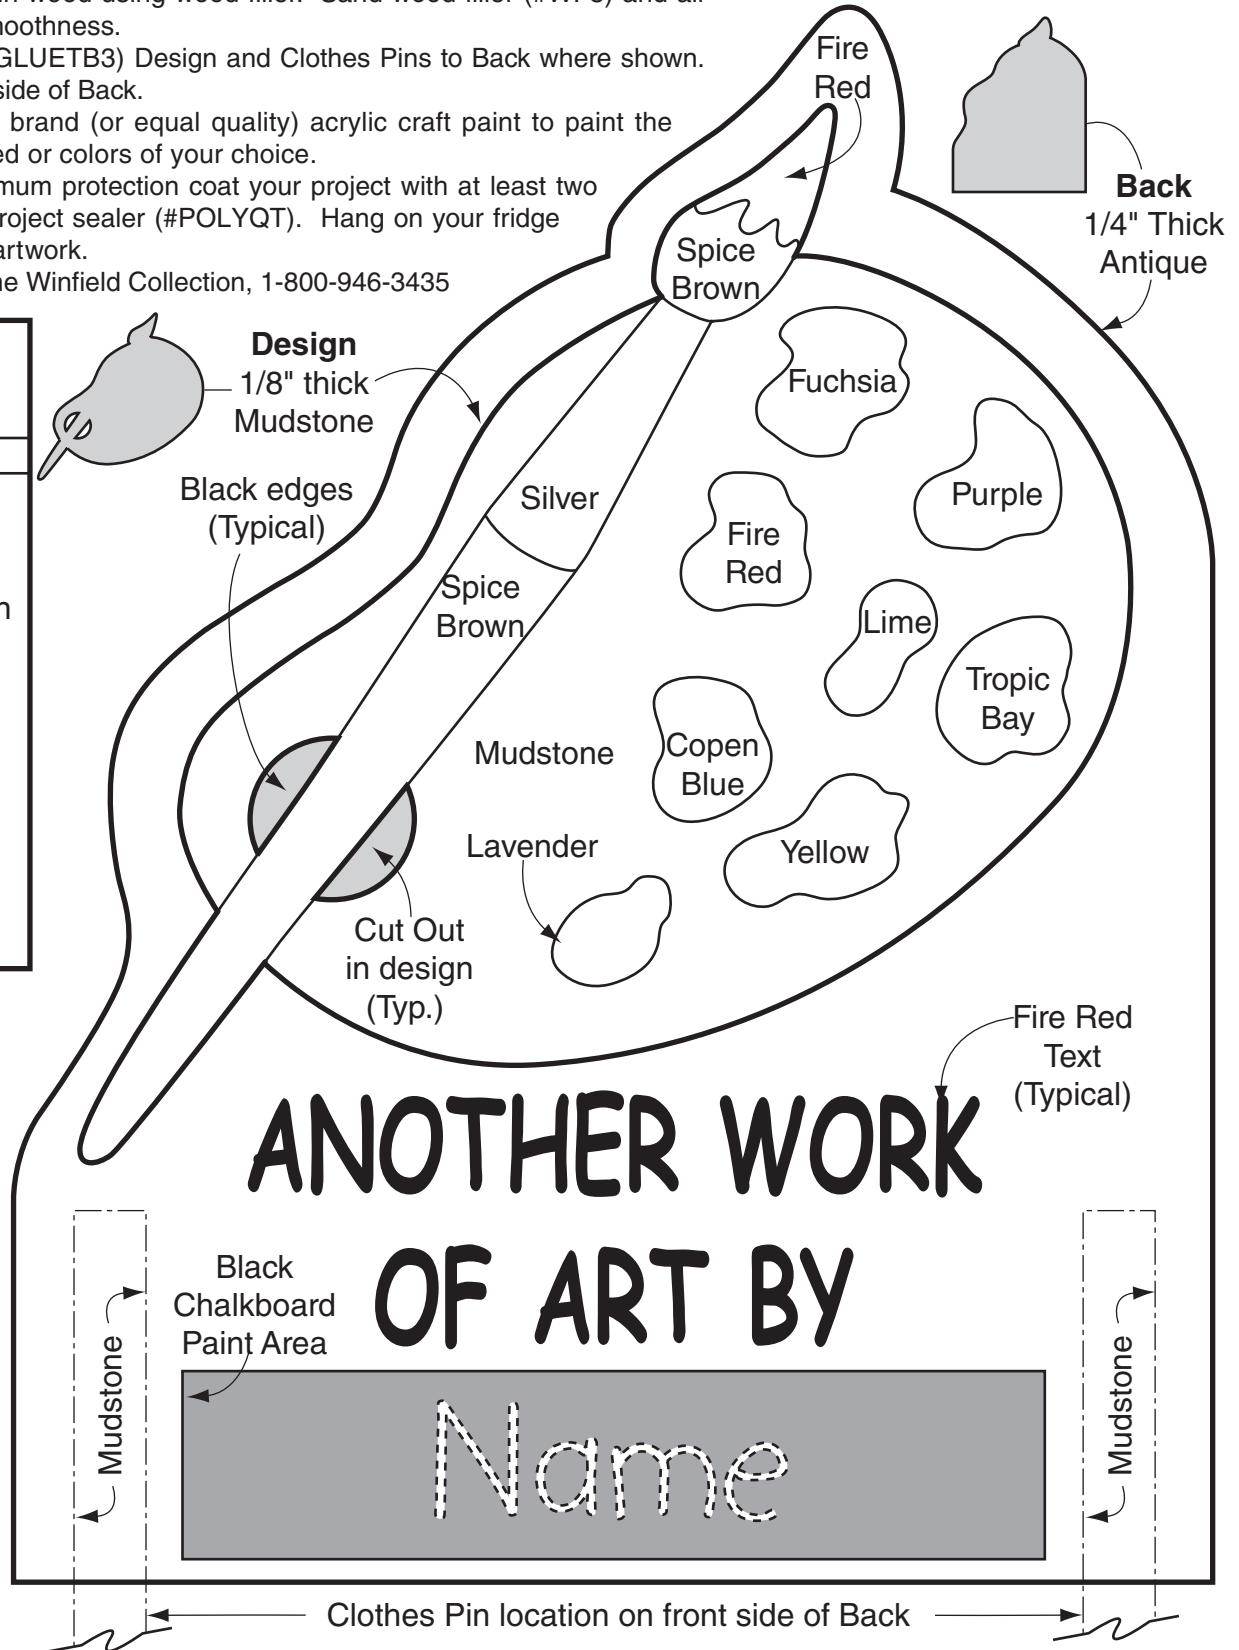 smoothness.
GLUETB3) Design and Clothes Pins to Back where shown.
side of Back.
brand (or equal quality) acrylic craft paint to paint the
or colors of your choice.
protection coat your project with at least two
project sealer (#POLYQT). Hang on your fridge
artwork.
Winfield Collection, 1-800-946-3435
Fire
Red
Back
1/4" Thick
Antique
Spice
Brown
Design
1/8" thick
Mudstone
Fuchsia
Purple
Black edges
(Typical)
Silver
Fire
Red
Spice
Brown
Lime
Tropic
Bay
Mudstone
Copen
Blue
Lavender
Yellow
Cut Out
in design
(Typ.)
Fire Red
Text
(Typical)
ANOTHER WORK
OF ART BY
Black
Chalkboard
Paint Area
Mudstone
Mudstone
Name
Clothes Pin location on front side of Back